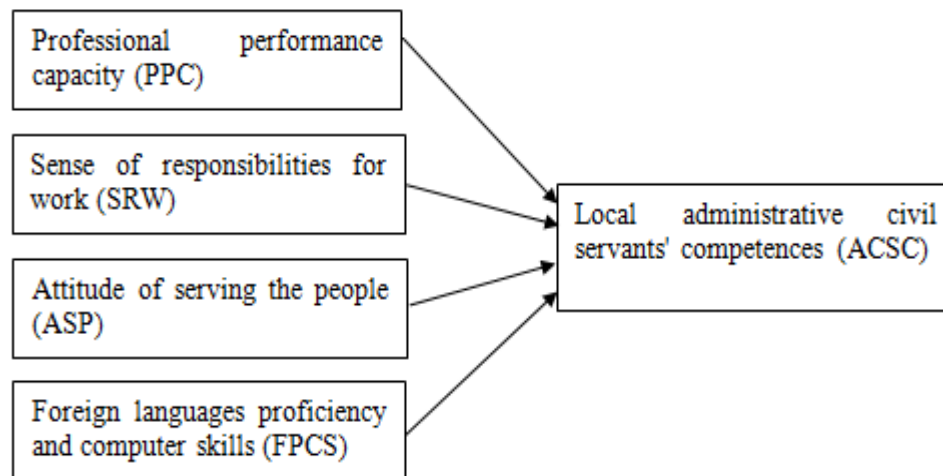 Professional performance
capacity (PPC)
Sense of responsibilities for
work (SRW)
Attitude of serving the people
(ASP)
Foreign languages proficiency
and computer skills (FPCS)
Local administrative civil
servants' competences (ACSC)